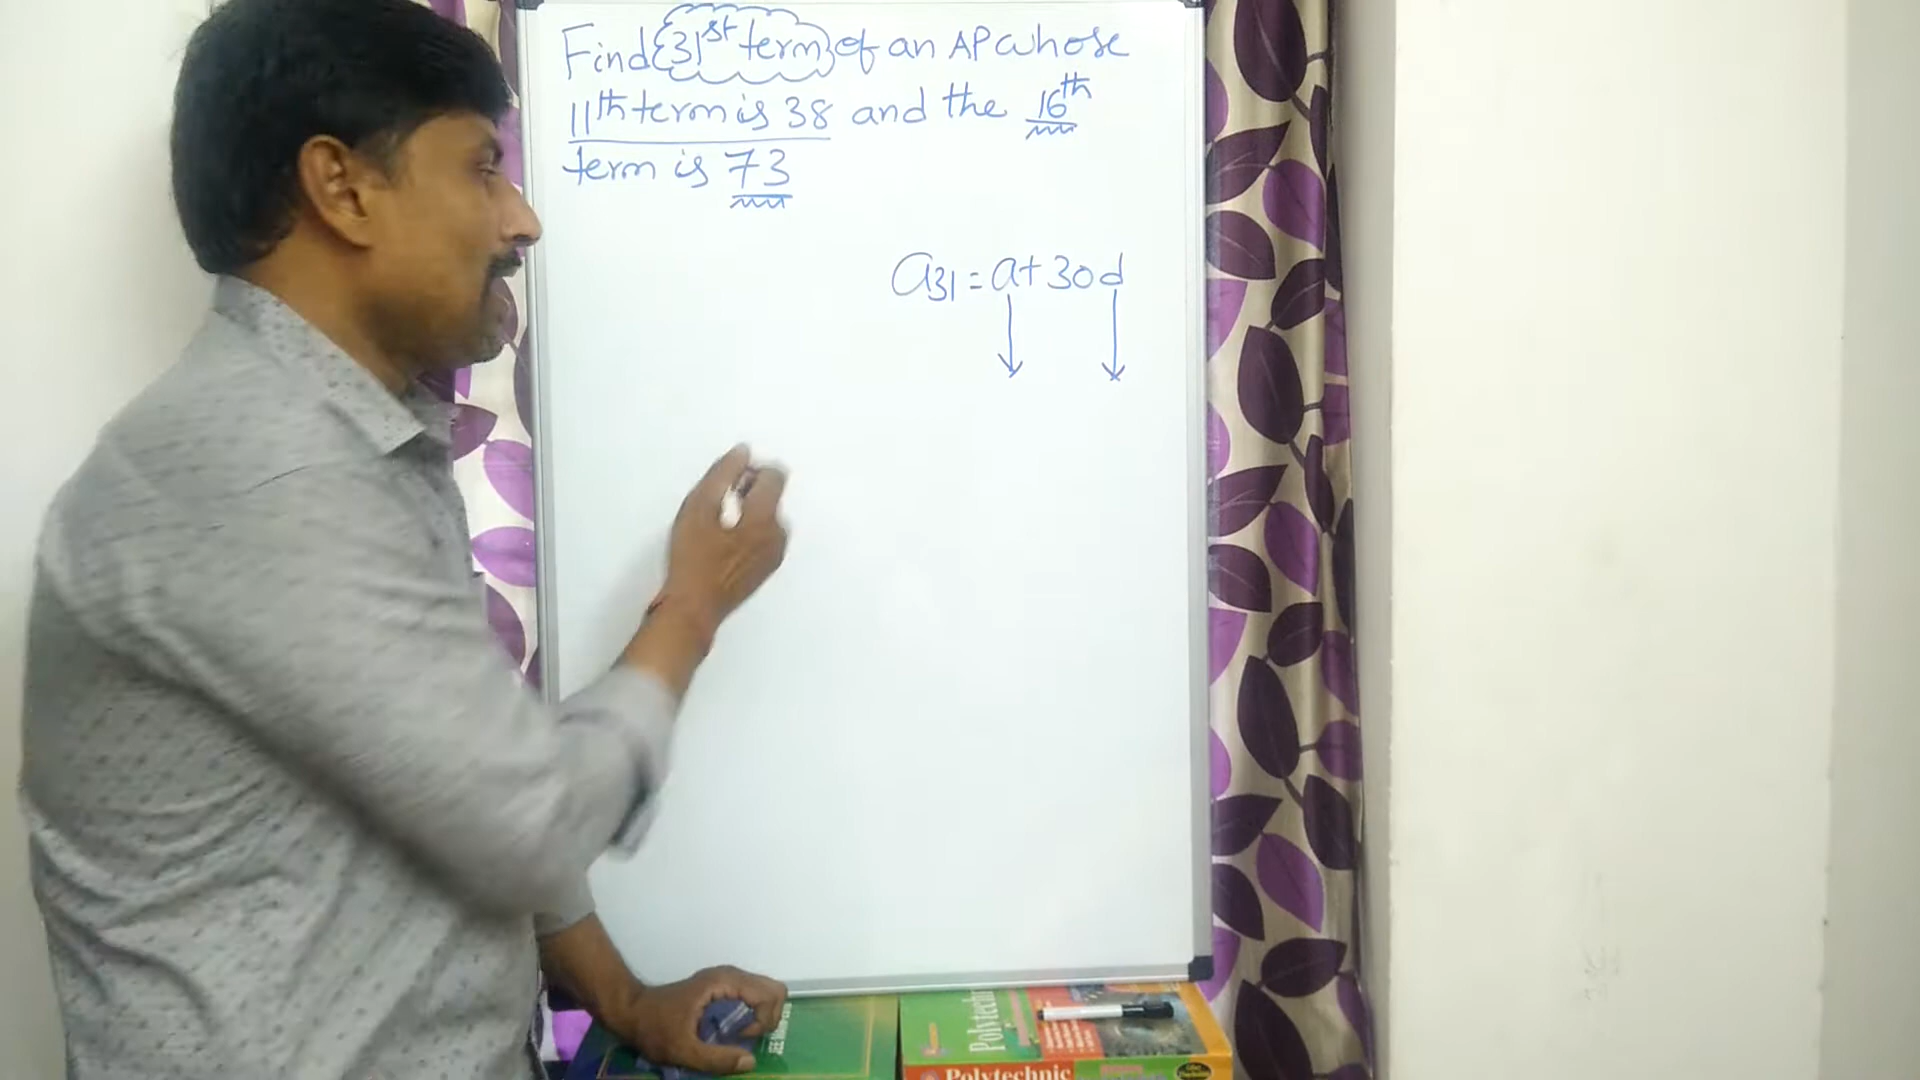 Find 31st term of an AP whose
11th term is 38 and the 16th
term is 73
a31 = a+30d
Polytechnic